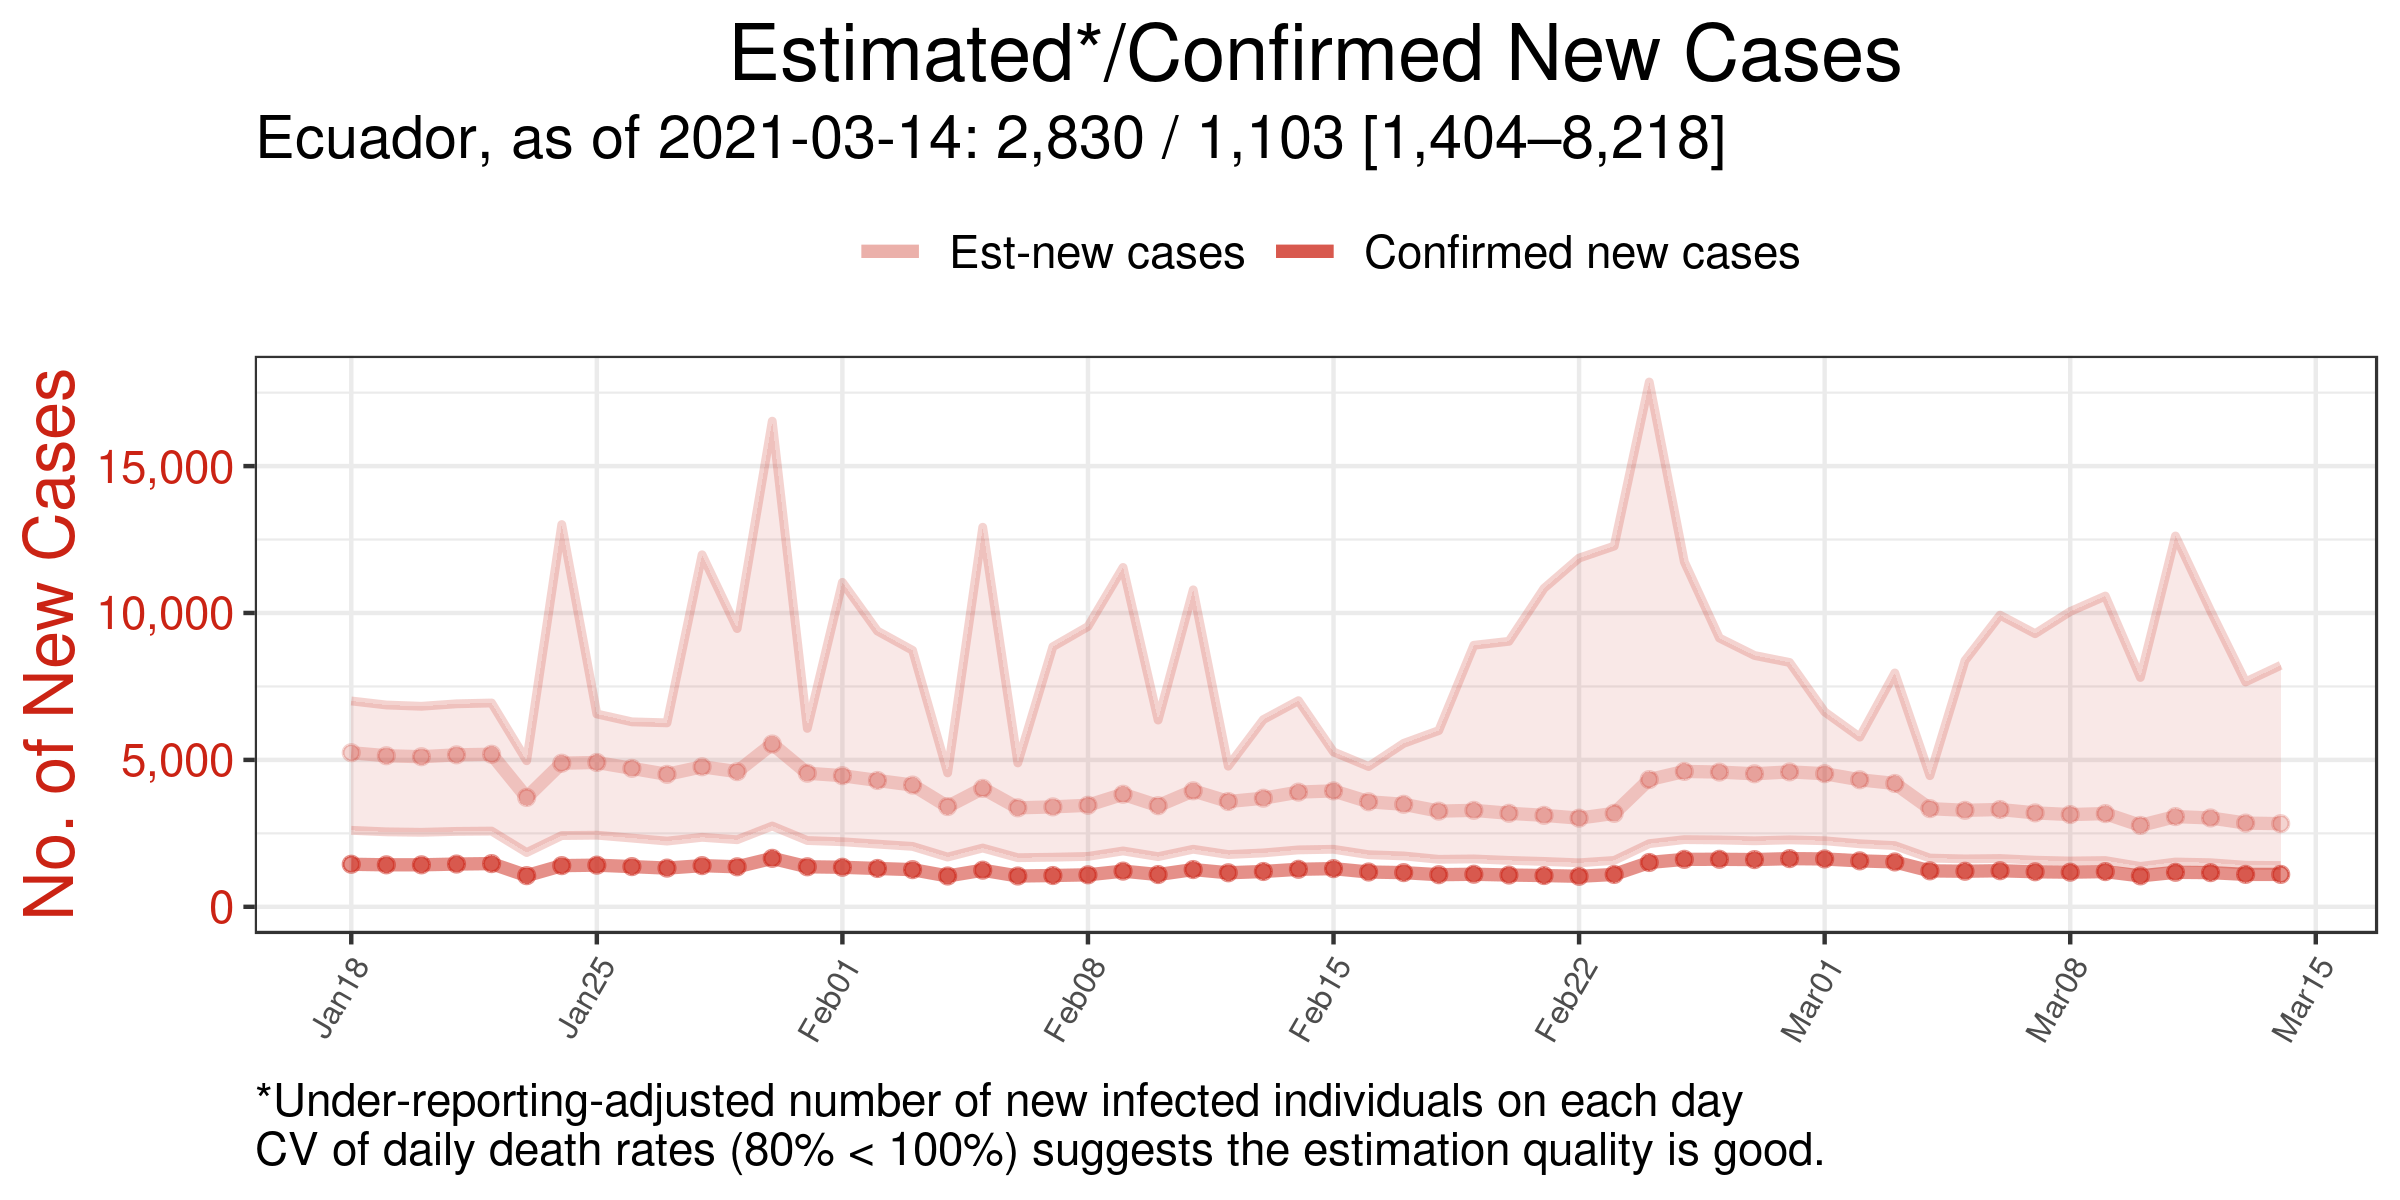 Estimated*/Confirmed New Cases
Ecuador, as of 2021-03-14: 2,830 / 1,103 [1,404–8,218]
Est-new cases
Confirmed new cases
No. of New Cases
15,000
10,000
5,000
0
Jan18
Jan25
Feb01
Feb08
Feb15
Feb22
Mar01
Mar08
Mar15
*Under-reporting-adjusted number of new infected individuals on each day
CV of daily death rates (80% < 100%) suggests the estimation quality is good.